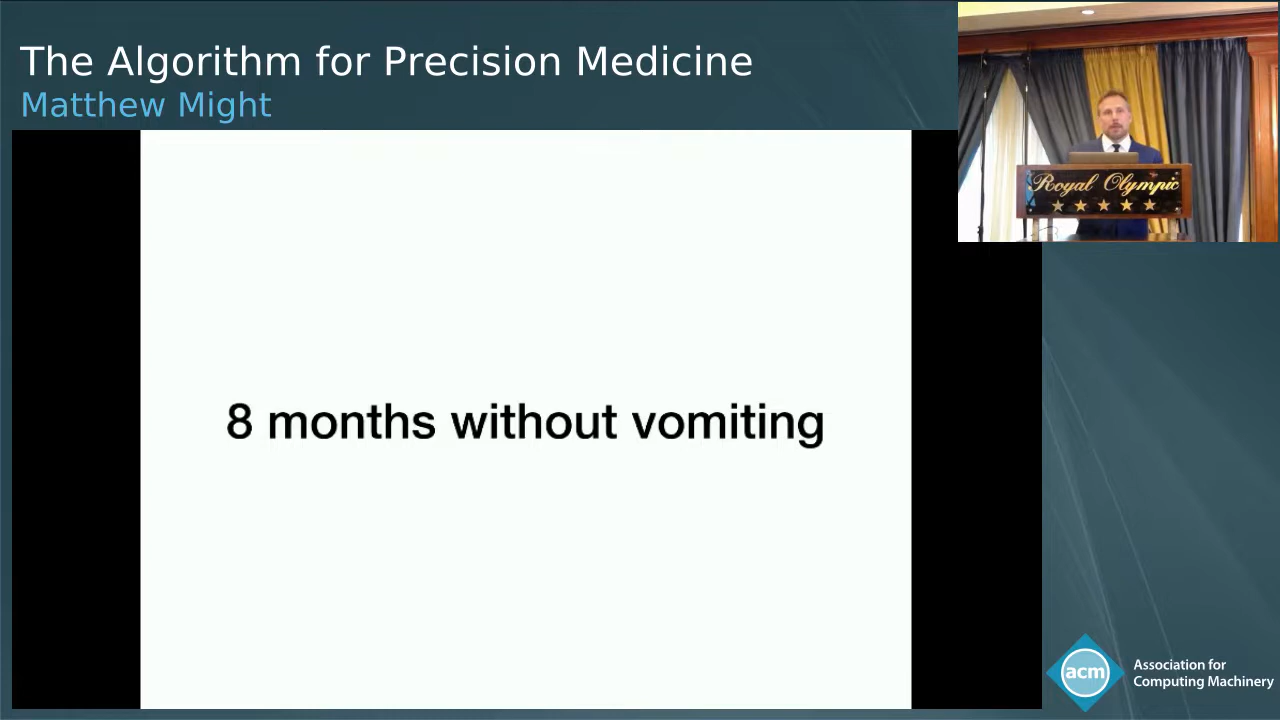 The Algorithm for Precision Medicine
Matthew Might
Royal Olympic
8 months without vomiting
acm
Association for
Computing Machinery